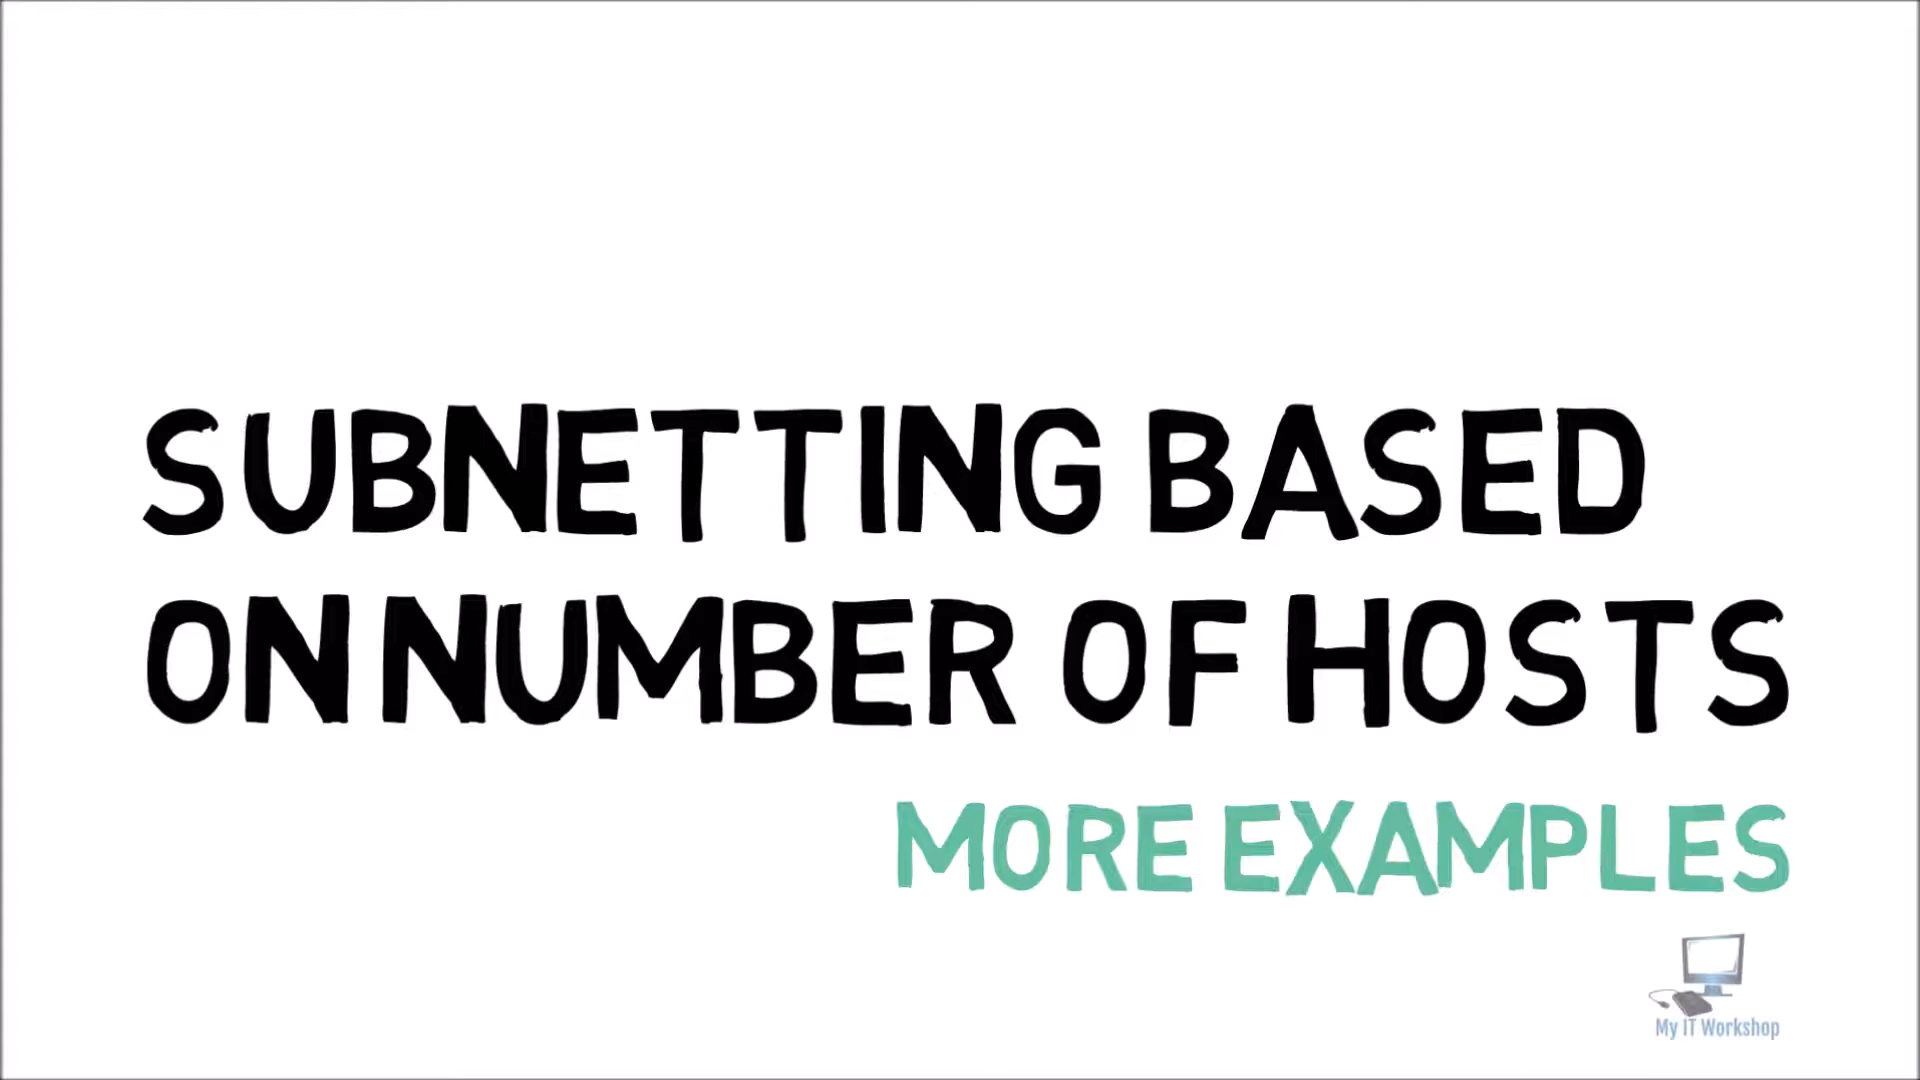 SUBNETTING BASED
ON NUMBER OF HOSTS
MORE EXAMPLES
My IT Workshop